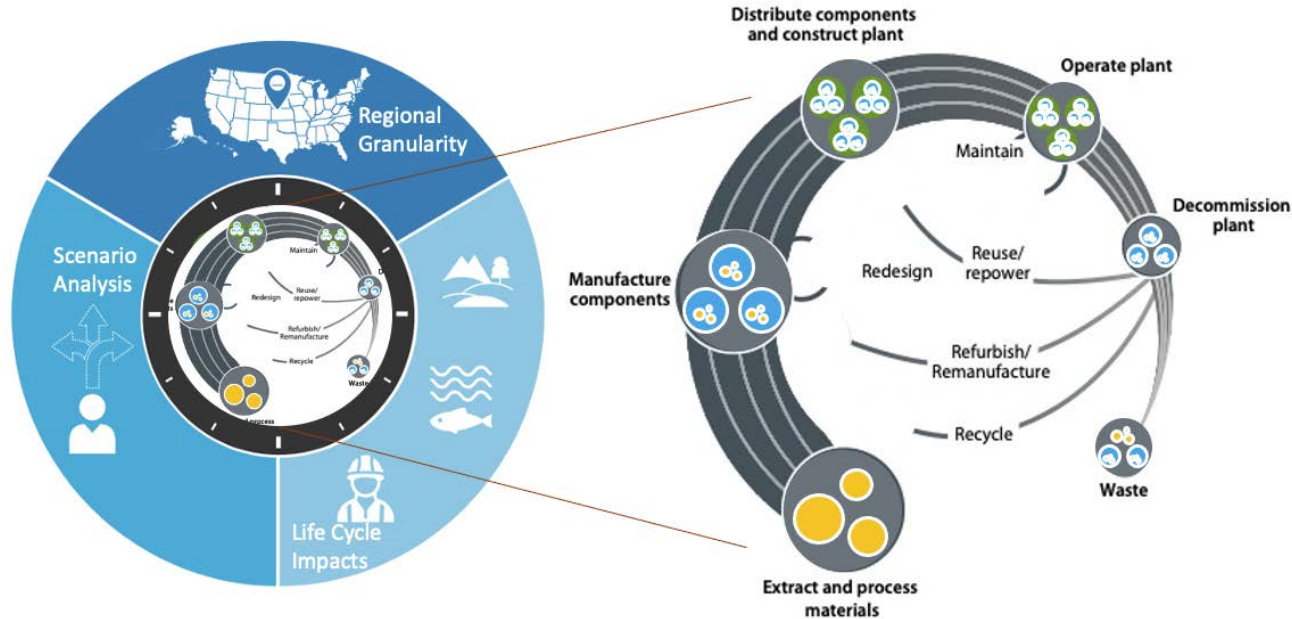 Regional
Granularity
Scenario
Analysis
Life Cycle
Impacts
Maintain
Redesign
Reuse/
repower
Refurbish/
Remanufacture
Recycle
Waste
process
Distribute components
and construct plant
Operate plant
Maintain
Decommission
plant
Manufacture
components
Redesign
Reuse/
repower
Refurbish/
Remanufacture
Recycle
Waste
Extract and process
materials